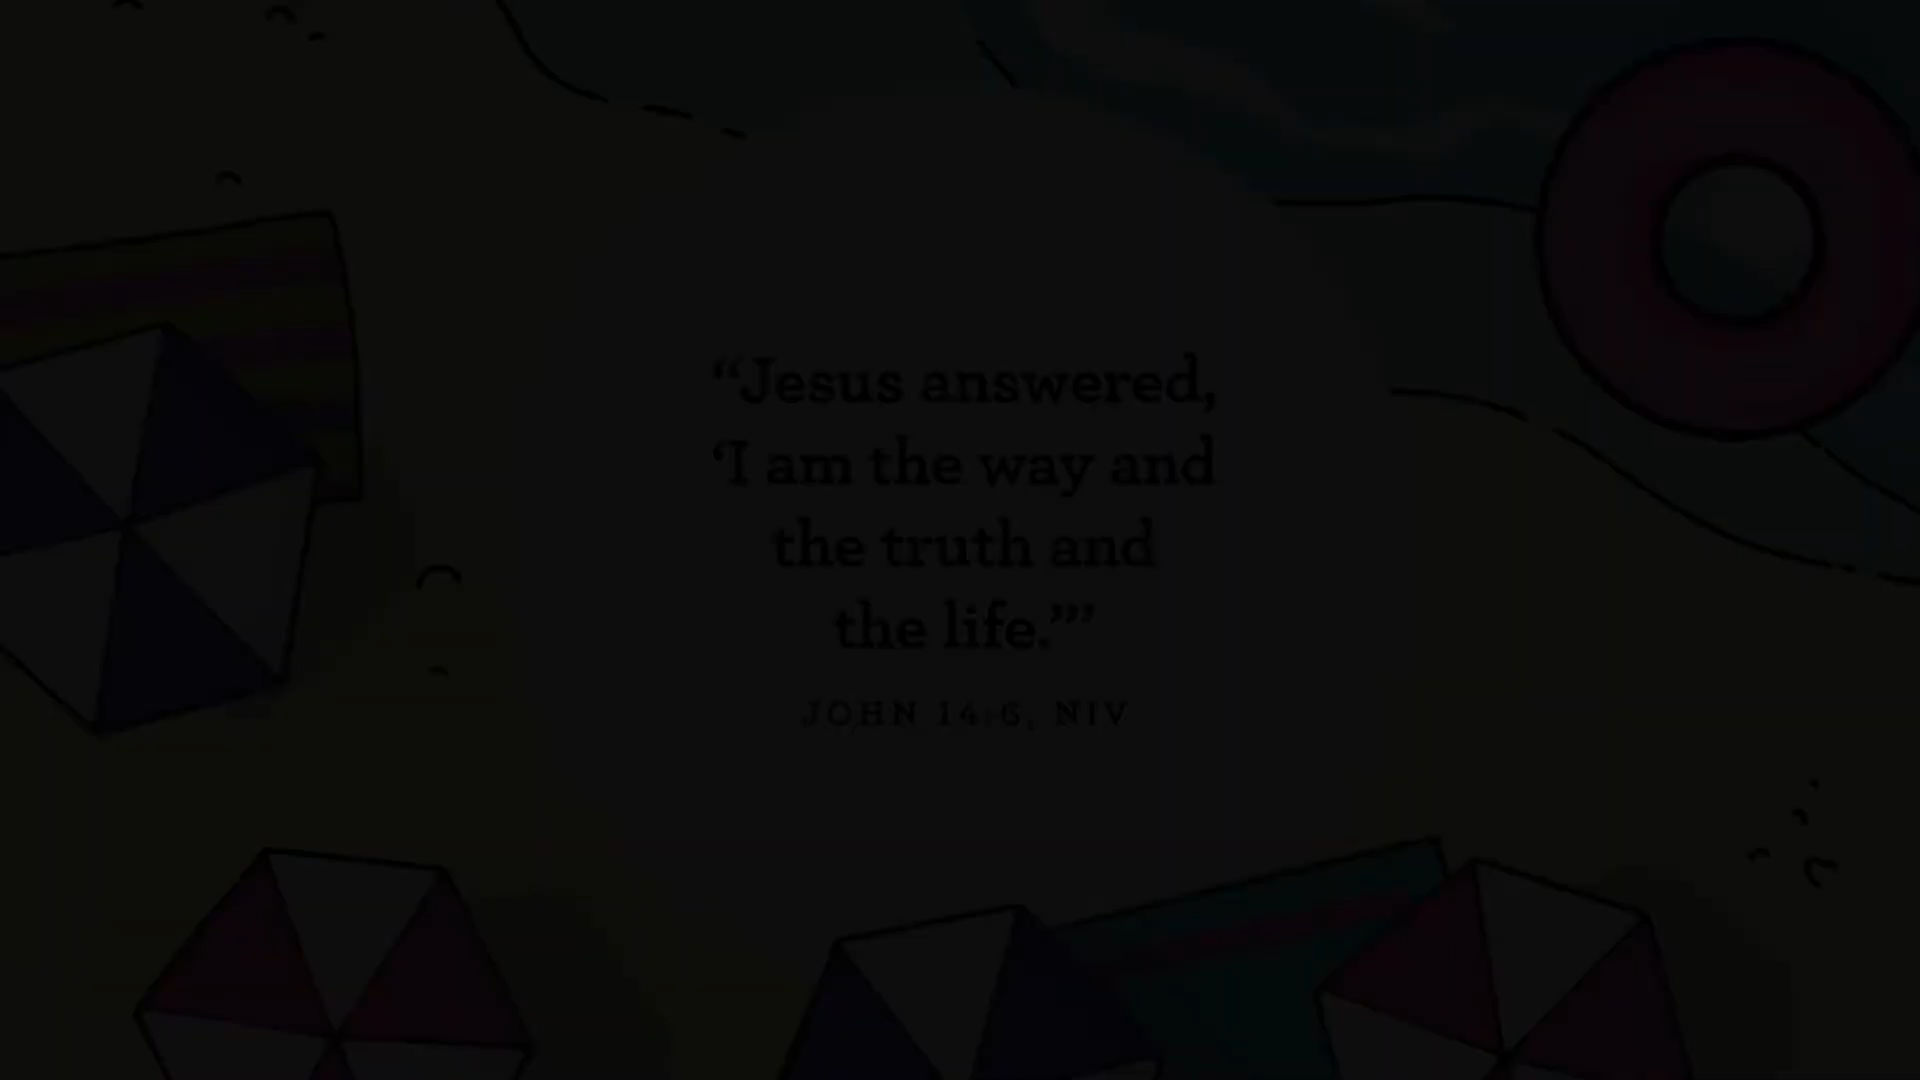 “Jesus answered,
‘I am the way and
the truth and
the life.’”
JOHN 14:6, NIV